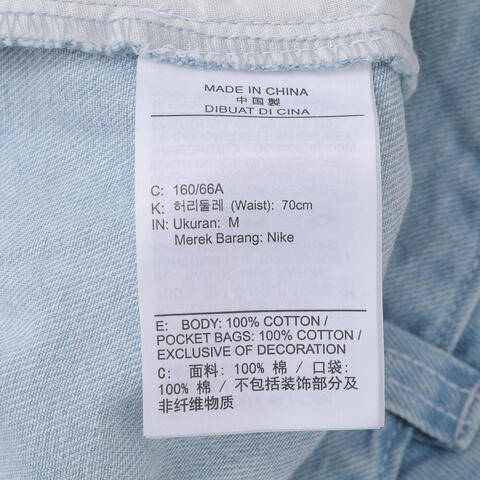 MADE IN CHINA
中國製
DIBUAT DI CINA
C: 160/66A
K: 허리둘레 (Waist): 70cm
IN: Ukuran: M
Merek Barang: Nike
E: BODY: 100% COTTON /
POCKET BAGS: 100% COTTON /
EXCLUSIVE OF DECORATION
C: 面料: 100% 棉 / 口袋:
100% 棉 / 不包括装饰部分及
非纤维物质